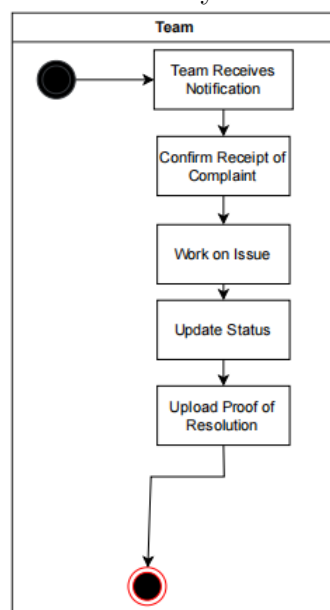 Team
Team Receives
Notification
Confirm Receipt of
Complaint
Work on Issue
Update Status
Upload Proof of
Resolution